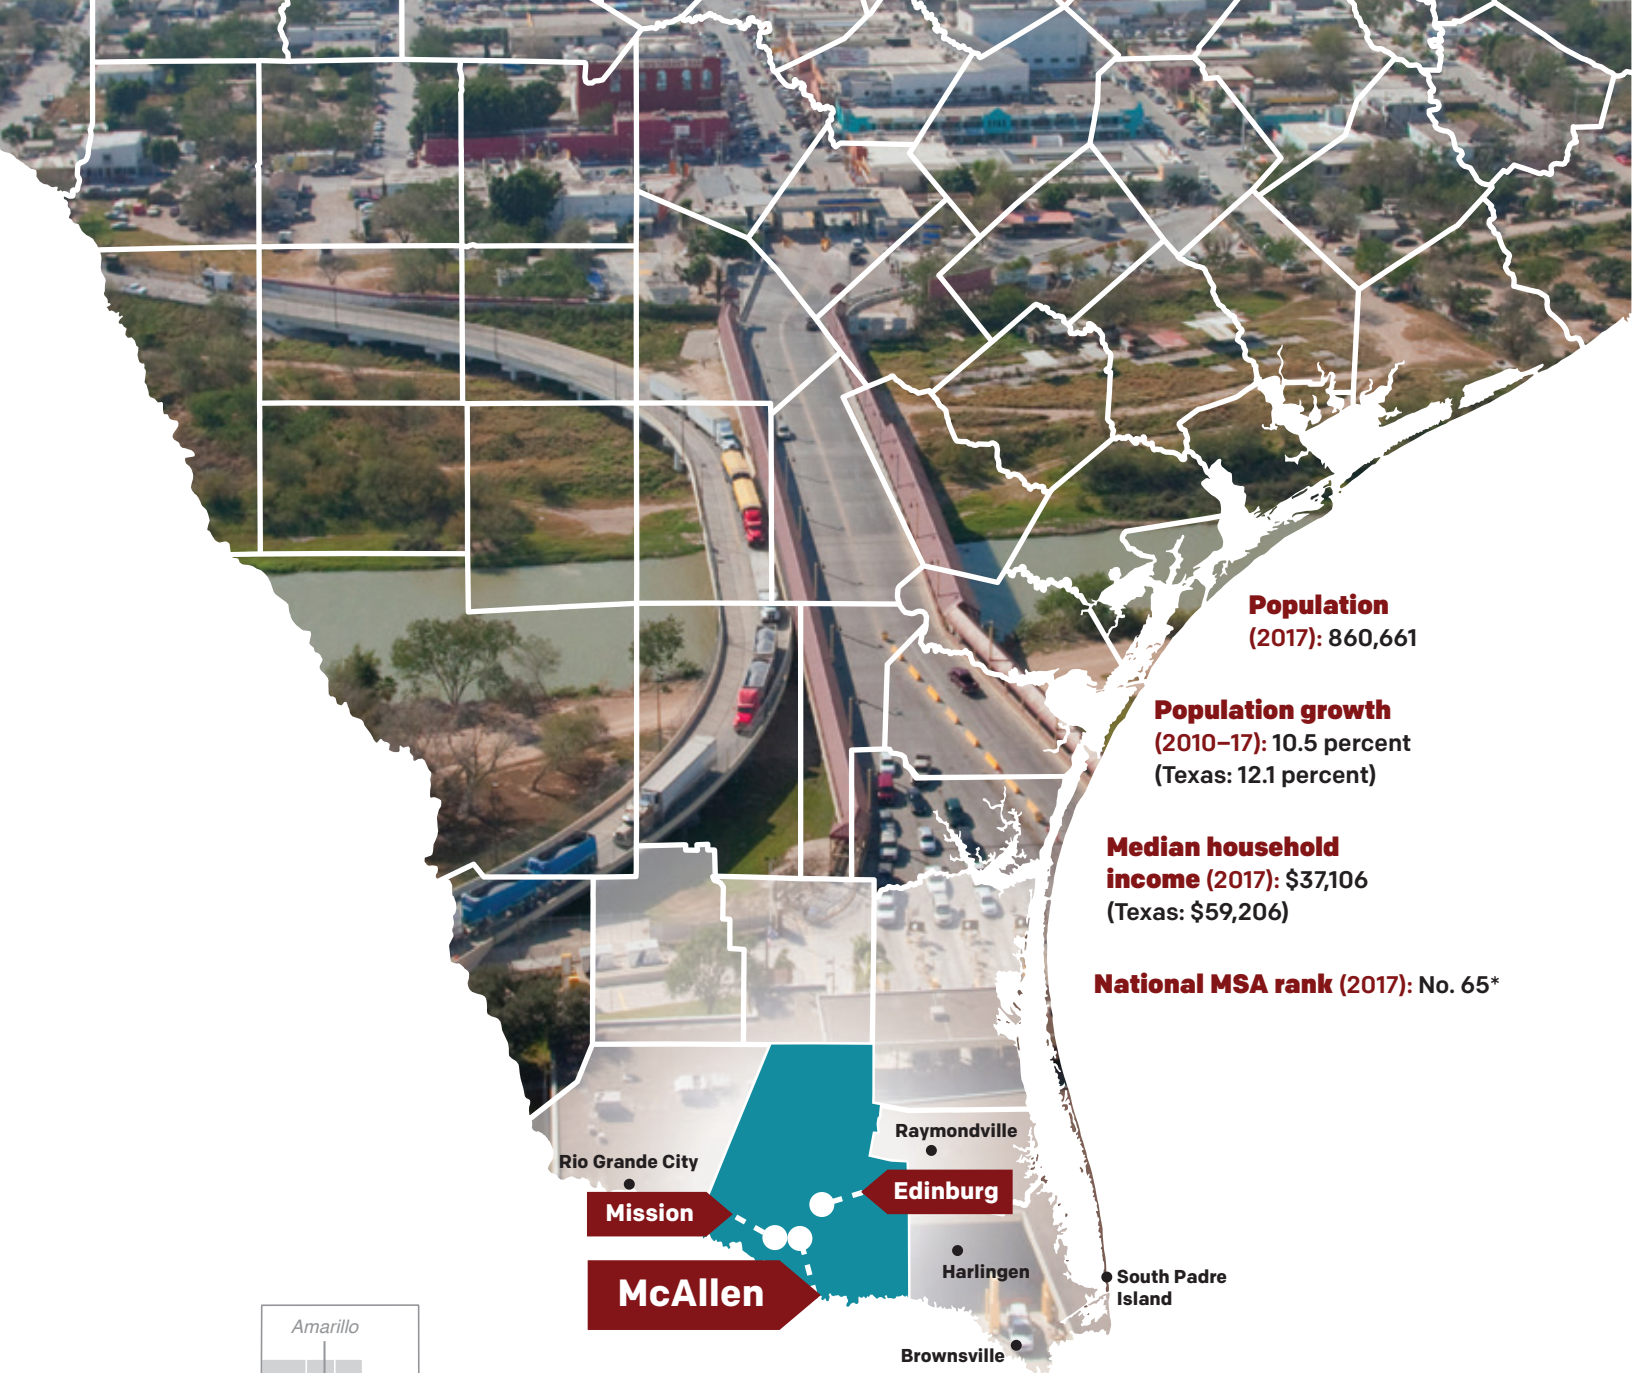 Population
(2017): 860,661
Population growth
(2010–17): 10.5 percent
(Texas: 12.1 percent)
Median household
income (2017): $37,106
(Texas: $59,206)
National MSA rank (2017): No. 65*
Raymondville
Rio Grande City
Edinburg
Mission
Harlingen
South Padre
Island
McAllen
Brownsville
Amarillo